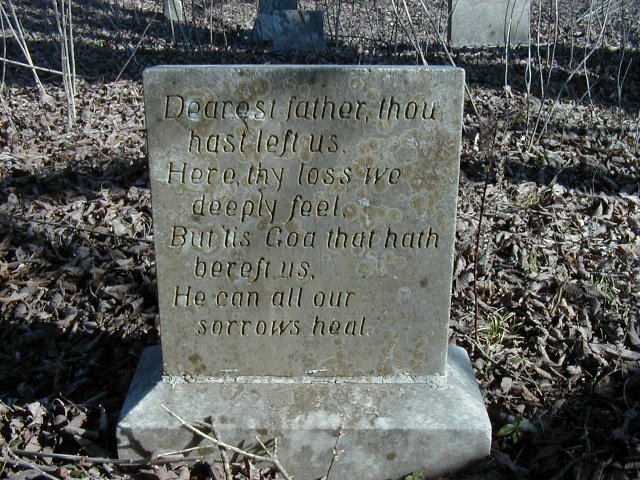 Dearest father, thou
hast left us.
Here, thy loss we
deeply feel.
But tis God that hath
bereft us,
He can all our
sorrows heal.